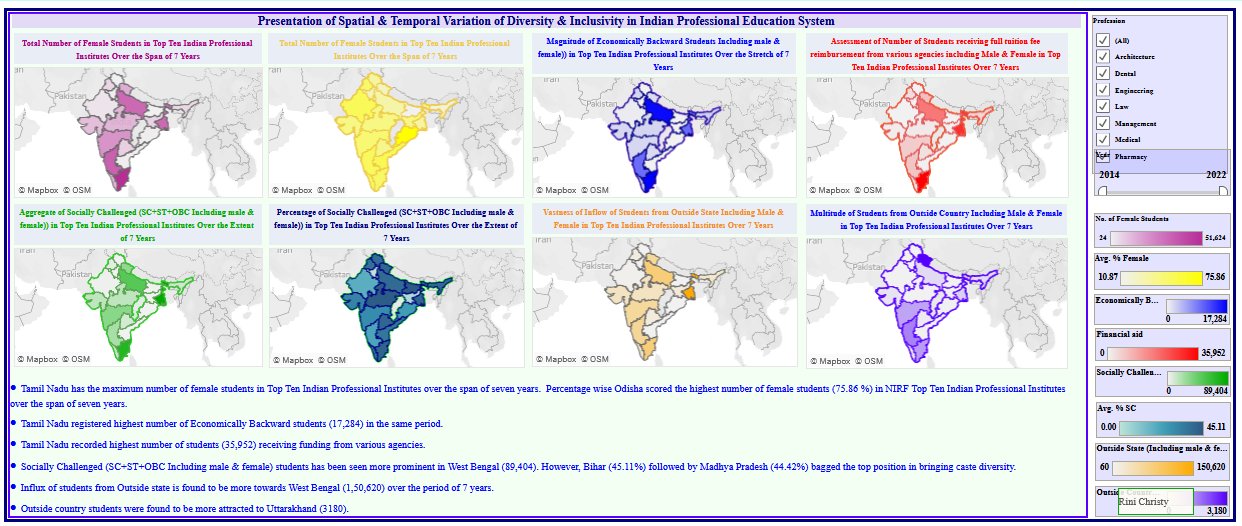 Presentation of Spatial & Temporal Variation of Diversity & Inclusivity in Indian Professional Education System
Total Number of Female Students in Top Ten Indian Professional
Institutes Over the Span of 7 Years
Total Number of Female Students in Top Ten Indian Professional
Institutes Over the Span of 7 Years
Magnitude of Economically Backward Students Including male &
female)) in Top Ten Indian Professional Institutes Over the Stretch of 7
Years
Assessment of Number of Students receiving full tuition fee
reimbursement from various agencies including Male & Female in Top
Ten Indian Professional Institutes Over 7 Years
Pakistan
© Mapbox © OSM
Pakistan
© Mapbox © OSM
Pakistan
© Mapbox © OSM
Pakistan
© Mapbox © OSM
Aggregate of Socially Challenged (SC+ST+OBC Including male &
female)) in Top Ten Indian Professional Institutes Over the Extent
of 7 Years
Percentage of Socially Challenged (SC+ST+OBC Including male &
female)) in Top Ten Indian Professional Institutes Over the Extent of
7 Years
Vastness of Inflow of Students from Outside State Including Male &
Female in Top Ten Indian Professional Institutes Over 7 Years
Multitude of Students from Outside Country Including Male & Female
in Top Ten Indian Professional Institutes Over 7 Years
Iran
Pakistan
© Mapbox © OSM
Iran
Pakistan
© Mapbox © OSM
Iran
Pakistan
© Mapbox © OSM
Iran
Pakistan
© Mapbox © OSM
• Tamil Nadu has the maximum number of female students in Top Ten Indian Professional Institutes over the span of seven years. Percentage wise Odisha scored the highest number of female students (75.86 %) in NIRF Top Ten Indian Professional Institutes
over the span of seven years.
• Tamil Nadu registered highest number of Economically Backward students (17,284) in the same period.
• Tamil Nadu recorded highest number of students (35,952) receiving funding from various agencies.
• Socially Challenged (SC+ST+OBC Including male & female) students has been seen more prominent in West Bengal (89,404). However, Bihar (45.11%) followed by Madhya Pradesh (44.42%) bagged the top position in bringing caste diversity.
• Influx of students from Outside state is found to be more towards West Bengal (1,50,620) over the period of 7 years.
• Outside country students were found to be more attracted to Uttarakhand (3180).
Profession
(All)
Architecture
Dental
Engineering
Law
Management
Medical
Pharmacy
2014 2022
No. of Female Students
24 51,624
Avg. % Female
10.87 75.86
Economically B...
0 17,284
Financial aid
0 35,952
Socially Challen...
0 89,404
Avg. % SC
0.00 45.11
Outside State (Including male & fe...
60 150,620
Outside
Rini Christy
0 3,180